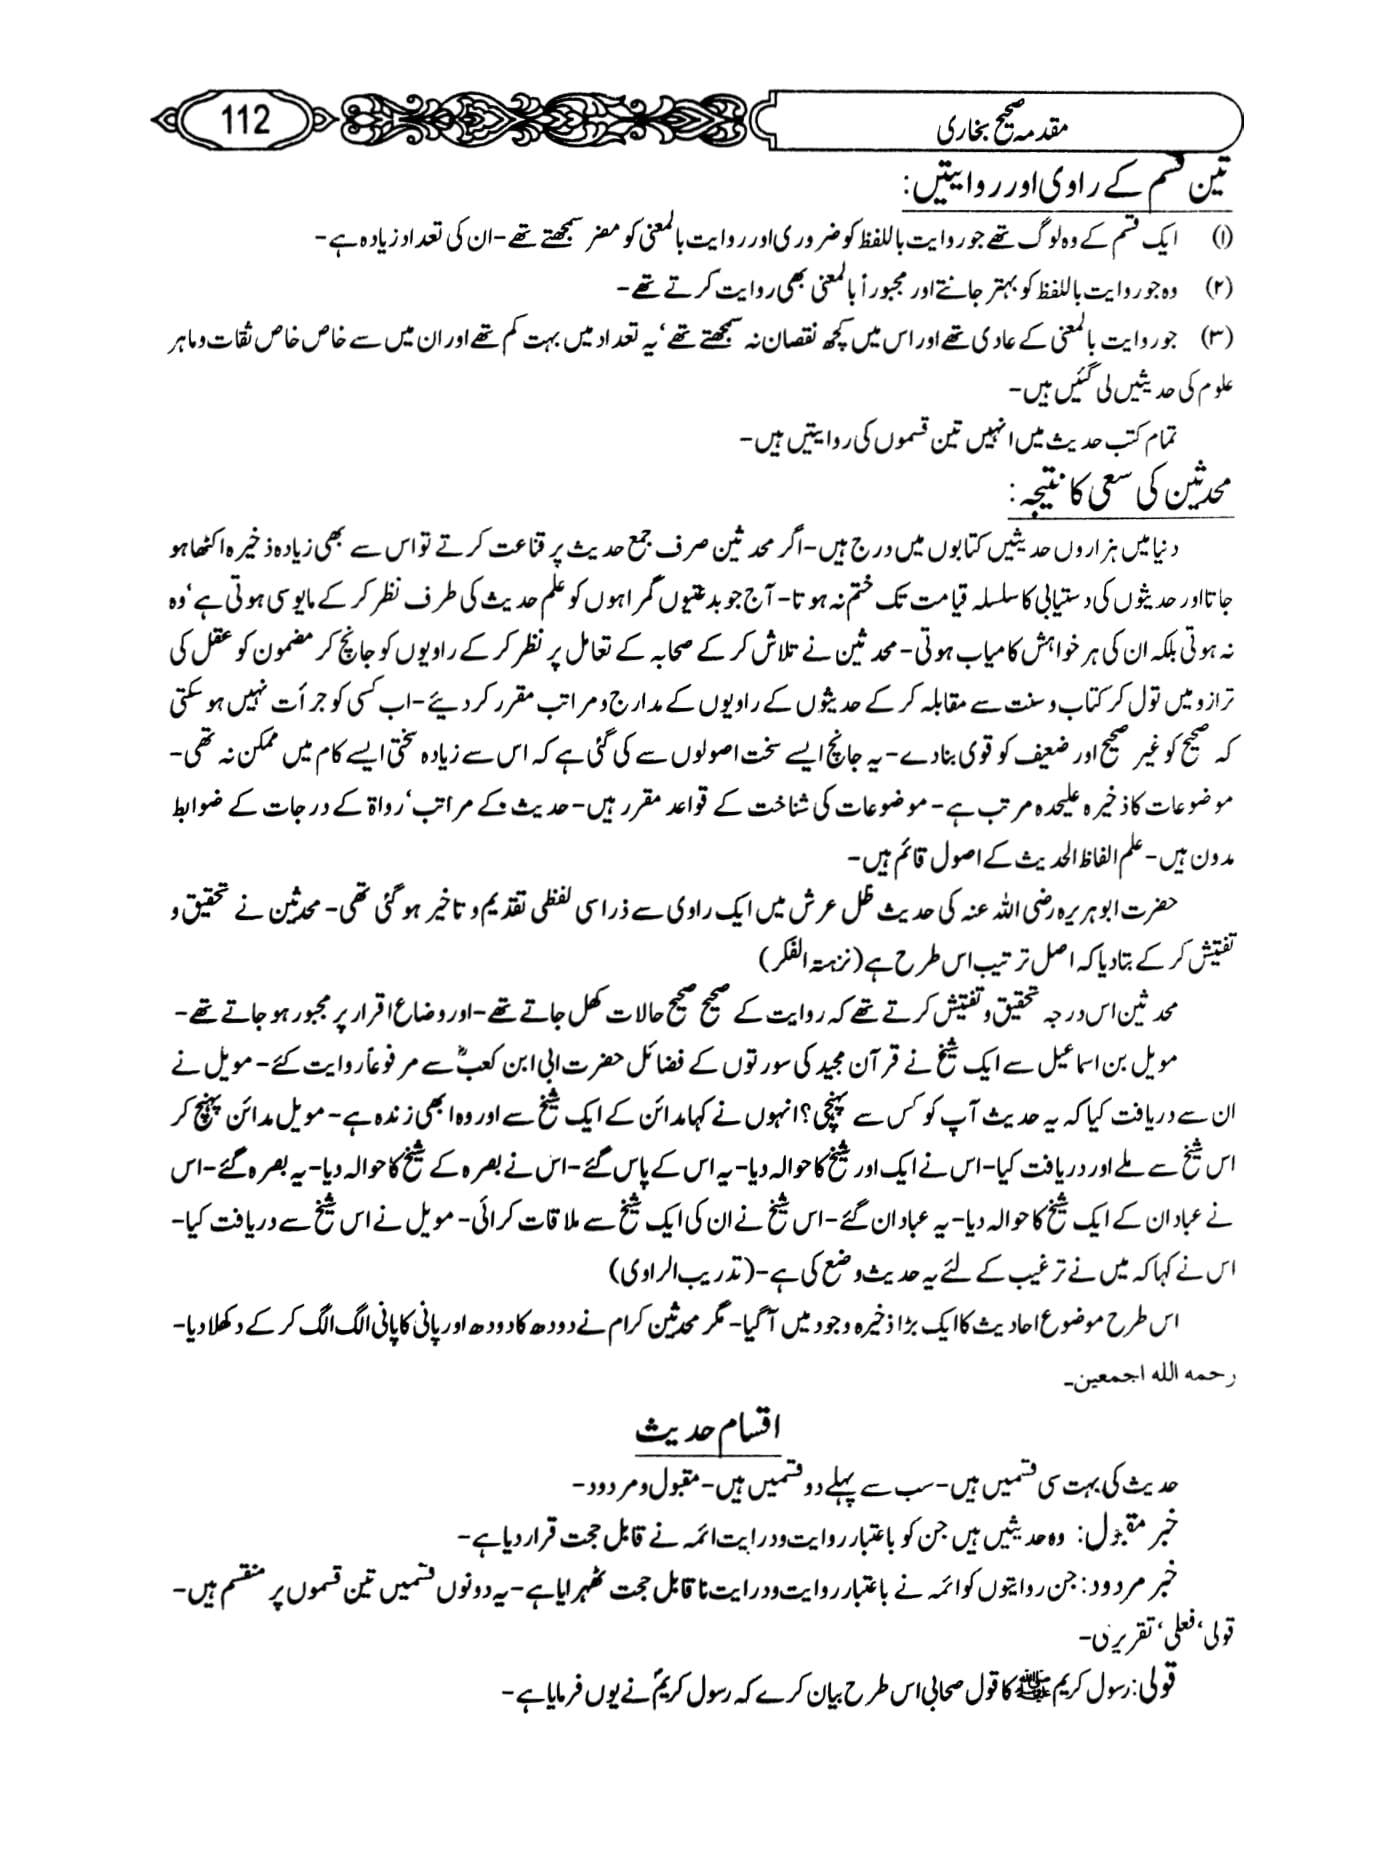 مقدمہ صحیح بخاری
112
تین قسم کے راوی اور روایتیں:
(۱) ایک قسم کے وہ لوگ تھے جو روایت باللفظ کو ضروری اور روایت بالمعنی کو مضر سمجھتے تھے-ان کی تعداد زیادہ ہے-
(۲) وہ جو روایت باللفظ کو بہتر جانتے اور مجبوراً بالمعنی بھی روایت کرتے تھے-
(۳) جو روایت بالمعنی کے عادی تھے اور اس میں کچھ نقصان نہ سمجھتے تھے‘یہ تعداد میں بہت کم تھے اور ان میں سے خاص خاص ثقات و ماہر
علوم کی حدیثیں لی گئیں ہیں-
تمام کتب حدیث میں انہیں تین قسموں کی روایتیں ہیں-
محدثین کی سعی کا نتیجہ:
دنیا میں ہزاروں حدیثیں کتابوں میں درج ہیں-اگر محدثین صرف جمع حدیث پر قناعت کرتے تو اس سے بھی زیادہ ذخیرہ اکٹھا ہو
جاتا اور حدیثوں کی دستیابی کا سلسلہ قیامت تک ختم نہ ہوتا-آج جو بدعتیوں گمراہوں کو علم حدیث کی طرف نظر کر کے مایوسی ہوتی ہے‘وہ
نہ ہوتی بلکہ ان کی ہر خواہش کامیاب ہوتی-محدثین نے تلاش کر کے صحابہ کے تعامل پر نظر کر کے راویوں کو جانچ کر مضمون کو عقل کی
ترازو میں تول کر کتاب و سنت سے مقابلہ کر کے حدیثوں کے راویوں کے مدارج و مراتب مقرر کر دیئے-اب کسی کو جرأت نہیں ہو سکتی
کہ صحیح کو غیر صحیح اور ضعیف کو قوی بنا دے-یہ جانچ ایسے سخت اصولوں سے کی گئی ہے کہ اس سے زیادہ سختی ایسے کام میں ممکن نہ تھی-
موضوعات کا ذخیرہ علیحدہ مرتب ہے-موضوعات کی شناخت کے قواعد مقرر ہیں-حدیث کے مراتب‘رواۃ کے درجات کے ضوابط
مدون ہیں-علم الفاظ الحدیث کے اصول قائم ہیں-
حضرت ابوہریرہ رضی اللہ عنہ کی حدیث ظل عرش میں ایک راوی سے ذرا سی لفظی تقدیم و تاخیر ہو گئی تھی-محدثین نے تحقیق و
تفتیش کر کے بتا دیا کہ اصل ترتیب اس طرح ہے (نزہتہ الفکر)
محدثین اس درجہ تحقیق و تفتیش کرتے تھے کہ روایت کے صحیح صحیح حالات کھل جاتے تھے-اور وضاع اقرار پر مجبور ہو جاتے تھے-
مویل بن اسماعیل سے ایک شیخ نے قرآن مجید کی سورتوں کے فضائل حضرت ابی ابن کعبؓ سے مرفوعاً روایت کئے-مویل نے
ان سے دریافت کیا کہ یہ حدیث آپ کو کس سے پہنچی؟انہوں نے کہا مدائن کے ایک شیخ سے اور وہ ابھی زندہ ہے-مویل مدائن پہنچ کر
اس شیخ سے ملے اور دریافت کیا-اس نے ایک اور شیخ کا حوالہ دیا-یہ اس کے پاس گئے-اس نے بصرہ کے شیخ کا حوالہ دیا-یہ بصرہ گئے-اس
نے عبادان کے ایک شیخ کا حوالہ دیا-یہ عبادان گئے-اس شیخ نے ان کی ایک شیخ سے ملاقات کرائی-مویل نے اس شیخ سے دریافت کیا-
اس نے کہا کہ میں نے ترغیب کے لئے یہ حدیث وضع کی ہے-(تدریب الراوی)
اس طرح موضوع احادیث کا ایک بڑا ذخیرہ وجود میں آ گیا-مگر محدثین کرام نے دودھ کا دودھ اور پانی کا پانی الگ الگ کر کے دکھلا دیا-
رحمہ اللہ اجمعین-
اقسام حدیث
حدیث کی بہت سی قسمیں ہیں-سب سے پہلے دو قسمیں ہیں-مقبول و مردود-
خبر مقبول: وہ حدیثیں ہیں جن کو باعتبار روایت و درایت ائمہ نے قابل حجت قرار دیا ہے-
خبر مردود: جن روایتوں کو ائمہ نے باعتبار روایت و درایت نا قابل حجت ٹھہرایا ہے-یہ دونوں قسمیں تین قسموں پر منقسم ہیں-
قولی‘ فعلی‘ تقریری-
قولی: رسول کریم ﷺ کا قول صحابی اس طرح بیان کرے کہ رسول کریمؐ نے یوں فرمایا ہے-